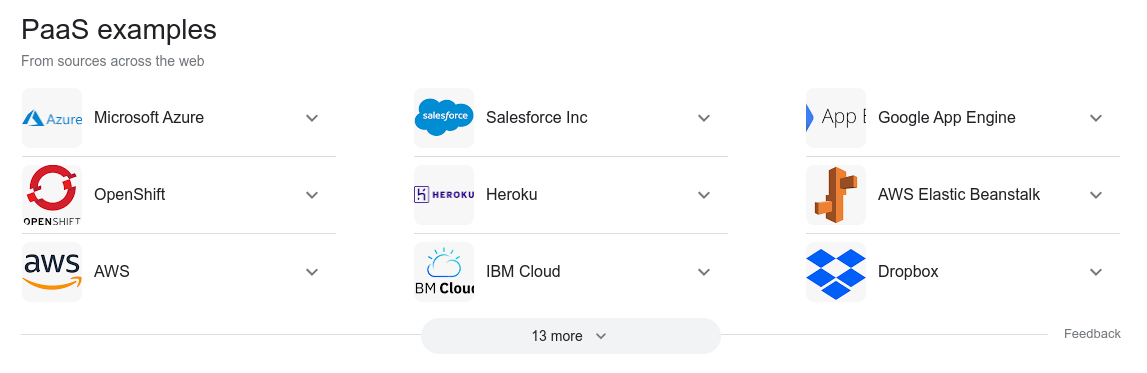 PaaS examples
From sources across the web
Azure Microsoft Azure
salesforce Salesforce Inc
App E Google App Engine
OPENSHIFT OpenShift
HEROKU Heroku
AWS Elastic Beanstalk
aws AWS
BM Cloud IBM Cloud
Dropbox
13 more
Feedback